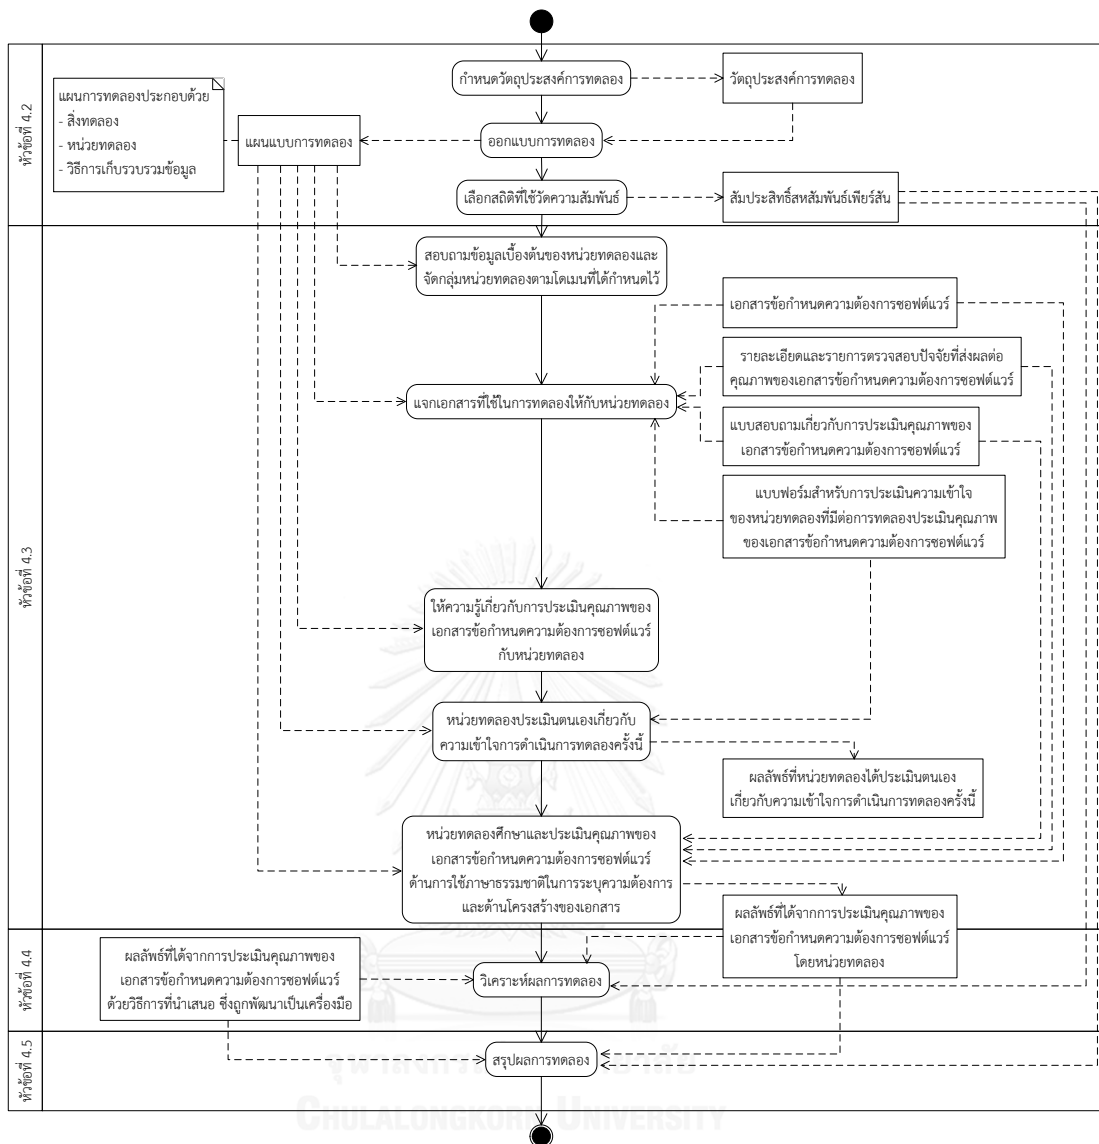 หัวข้อที่ 4.2
กำหนดวัตถุประสงค์การทดลอง
วัตถุประสงค์การทดลอง
แผนการทดลองประกอบด้วย
- สิ่งทดลอง
- หน่วยทดลอง
- วิธีการเก็บรวบรวมข้อมูล
แผนแบบการทดลอง
ออกแบบการทดลอง
เลือกสถิติที่ใช้วัดความสัมพันธ์
สัมประสิทธิ์สหสัมพันธ์เพียร์สัน
หัวข้อที่ 4.3
สอบถามข้อมูลเบื้องต้นของหน่วยทดลองและ
จัดกลุ่มหน่วยทดลองตามโดเมนที่ได้กำหนดไว้
เอกสารข้อกำหนดความต้องการซอฟต์แวร์
รายละเอียดและรายการตรวจสอบปัจจัยที่ส่งผลต่อ
คุณภาพของเอกสารข้อกำหนดความต้องการซอฟต์แวร์
แจกเอกสารที่ใช้ในการทดลองให้กับหน่วยทดลอง
แบบสอบถามเกี่ยวกับการประเมินคุณภาพของ
เอกสารข้อกำหนดความต้องการซอฟต์แวร์
แบบฟอร์มสำหรับการประเมินความเข้าใจ
ของหน่วยทดลองที่มีต่อการทดลองประเมินคุณภาพ
ของเอกสารข้อกำหนดความต้องการซอฟต์แวร์
ให้ความรู้เกี่ยวกับการประเมินคุณภาพของ
เอกสารข้อกำหนดความต้องการซอฟต์แวร์
กับหน่วยทดลอง
หน่วยทดลองประเมินตนเองเกี่ยวกับ
ความเข้าใจการดำเนินการทดลองครั้งนี้
ผลลัพธ์ที่หน่วยทดลองได้ประเมินตนเอง
เกี่ยวกับความเข้าใจการดำเนินการทดลองครั้งนี้
หน่วยทดลองศึกษาและประเมินคุณภาพของ
เอกสารข้อกำหนดความต้องการซอฟต์แวร์
ด้านการใช้ภาษาธรรมชาติในการระบุความต้องการ
และด้านโครงสร้างของเอกสาร
ผลลัพธ์ที่ได้จากการประเมินคุณภาพของ
เอกสารข้อกำหนดความต้องการซอฟต์แวร์
โดยหน่วยทดลอง
หัวข้อที่ 4.4
ผลลัพธ์ที่ได้จากการประเมินคุณภาพของ
เอกสารข้อกำหนดความต้องการซอฟต์แวร์
ด้วยวิธีการที่นำเสนอ ซึ่งถูกพัฒนาเป็นเครื่องมือ
วิเคราะห์ผลการทดลอง
หัวข้อที่ 4.5
สรุปผลการทดลอง
CHULALONGKORN UNIVERSITY